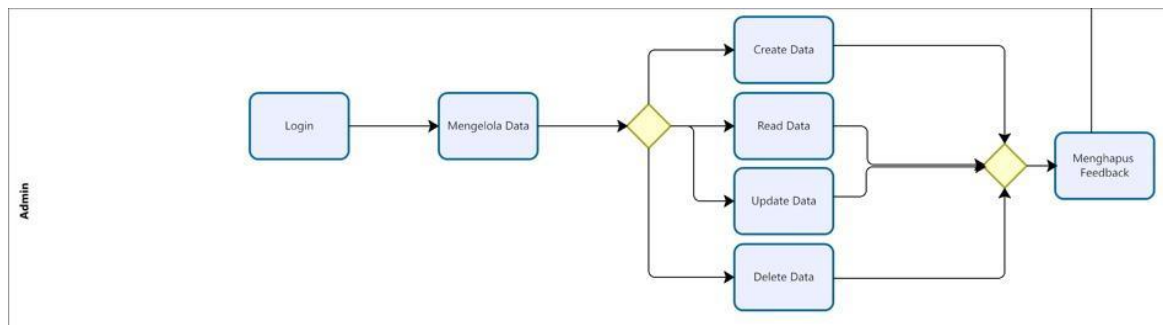 Admin
Login
Mengelola Data
Create Data
Read Data
Update Data
Delete Data
Menghapus
Feedback